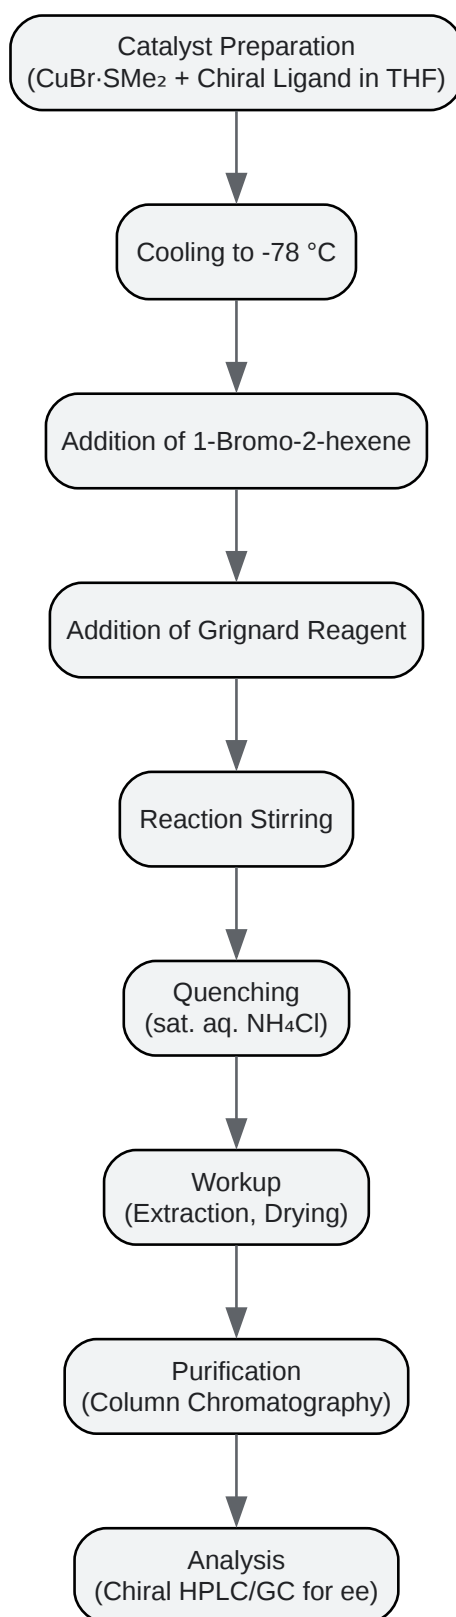 Catalyst Preparation
(CuBr·SMe₂ + Chiral Ligand in THF)
Cooling to -78 °C
Addition of 1-Bromo-2-hexene
Addition of Grignard Reagent
Reaction Stirring
Quenching
(sat. aq. NH₄Cl)
Workup
(Extraction, Drying)
Purification
(Column Chromatography)
Analysis
(Chiral HPLC/GC for ee)